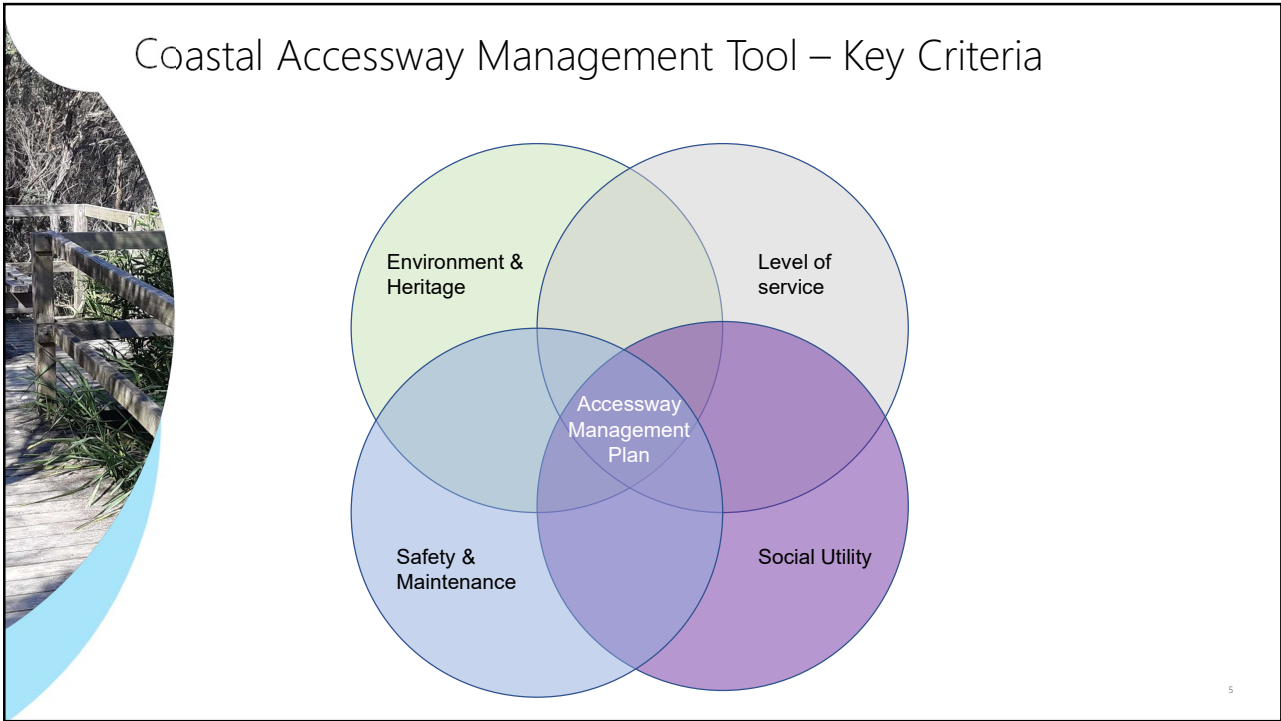 Coastal Accessway Management Tool – Key Criteria
Environment &
Heritage
Level of
service
Accessway
Management
Plan
Safety &
Maintenance
Social Utility
5